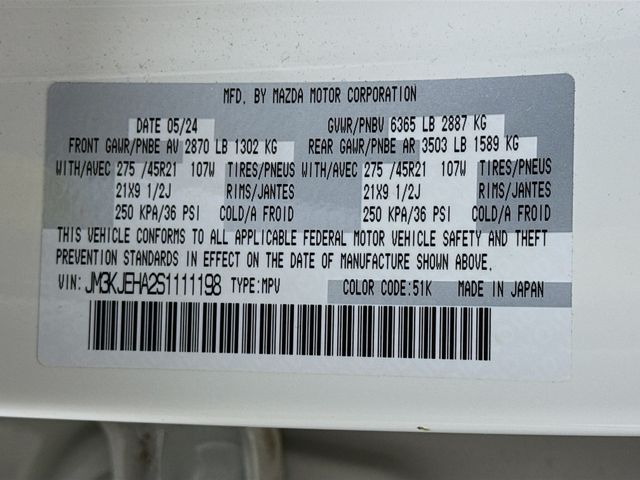 MFD. BY MAZDA MOTOR CORPORATION
DATE 05/24 GVWR/PNBV 6365 LB 2887 KG
FRONT GAWR/PNBE AV 2870 LB 1302 KG REAR GAWR/PNBE AR 3503 LB 1589 KG
WITH/AVEC 275 /45R21 107W TIRES/PNEUS WITH/AVEC 275 /45R21 107W TIRES/PNEUS
21X9 1/2J RIMS/JANTES 21X9 1/2J RIMS/JANTES
250 KPA/36 PSI COLD/A FROID 250 KPA/36 PSI COLD/A FROID
THIS VEHICLE CONFORMS TO ALL APPLICABLE FEDERAL MOTOR VEHICLE SAFETY AND THEFT
PREVENTION STANDARDS IN EFFECT ON THE DATE OF MANUFACTURE SHOWN ABOVE.
VIN: JM3KJEHA2S1111198 TYPE:MPV COLOR CODE:51K MADE IN JAPAN